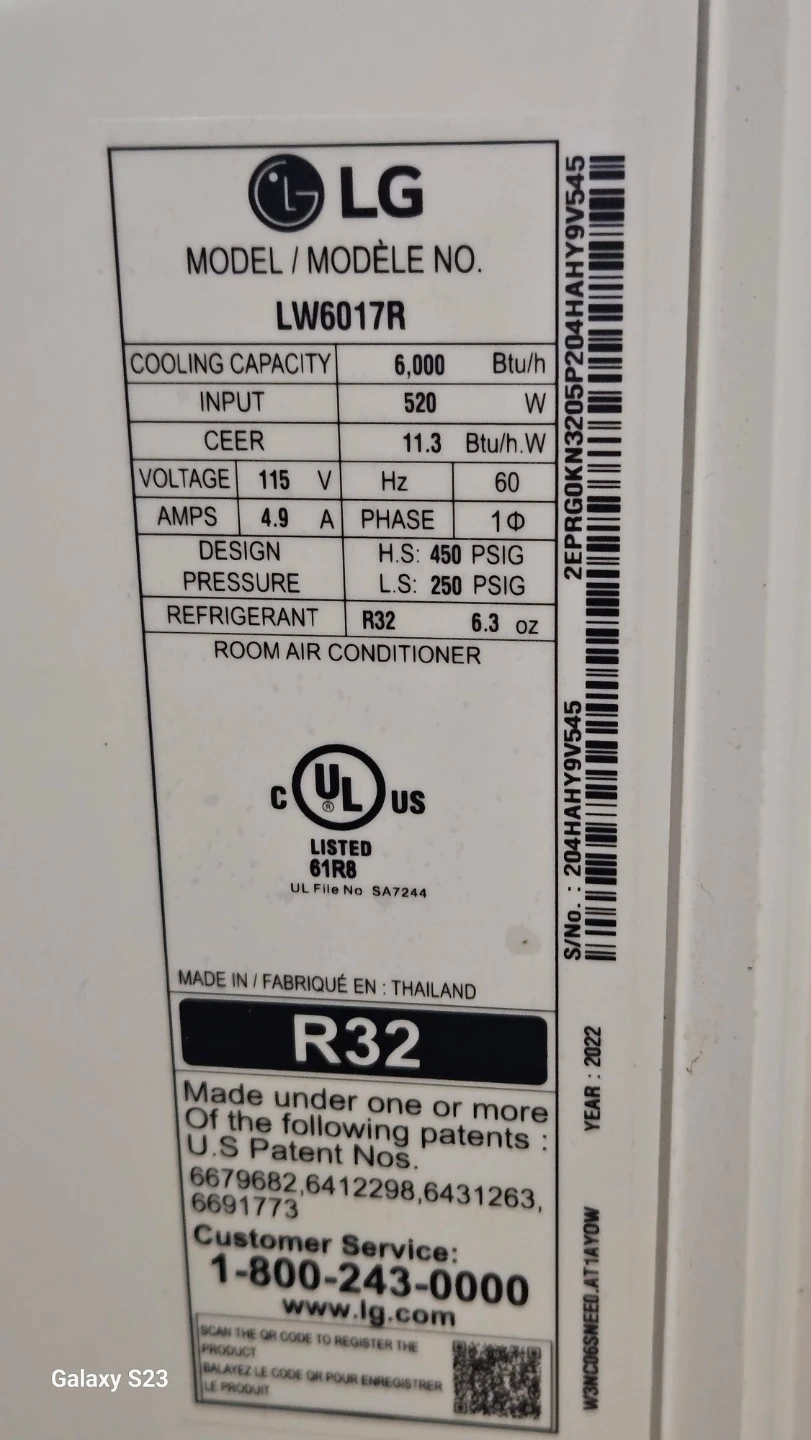 LG
MODEL / MODÈLE NO.
LW6017R
COOLING CAPACITY 6,000 Btu/h
INPUT 520 W
CEER 11.3 Btu/h.W
VOLTAGE 115 V Hz 60
AMPS 4.9 A PHASE 1Φ
DESIGN PRESSURE H.S: 450 PSIG
L.S: 250 PSIG
REFRIGERANT R32 6.3 oz
ROOM AIR CONDITIONER
C UL® US
LISTED
61R8
UL File No SA7244
MADE IN / FABRIQUÉ EN : THAILAND
R32
Made under one or more
Of the following patents :
U.S Patent Nos.
6679682,6412298,6431263,
6691773
Customer Service:
1-800-243-0000
www.lg.com
SCAN THE QR CODE TO REGISTER THE
PRODUCT
BALAYEZ LE CODE QR POUR ENREGISTRER
LE PRODUIT
2EPRG0KN3205P204HAHY9V545
S/No. : 204HAHY9V545
YEAR : 2022
W3NC06SNEE0.AT1AYOW
Galaxy S23